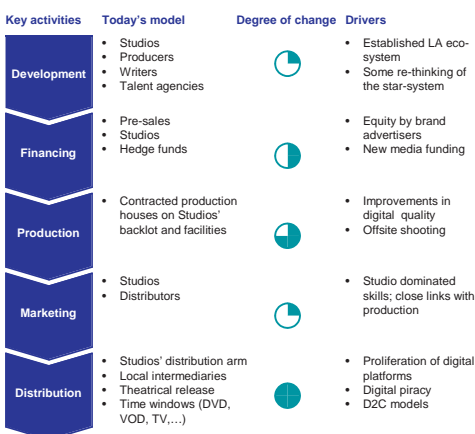 Key activities Today's model Degree of change Drivers
Development
• Studios
• Producers
• Writers
• Talent agencies
• Established LA eco-
system
• Some re-thinking of
the star-system
Financing
• Pre-sales
• Studios
• Hedge funds
• Equity by brand
advertisers
• New media funding
Production
• Contracted production
houses on Studios'
backlot and facilities
• Improvements in
digital quality
• Offsite shooting
Marketing
• Studios
• Distributors
• Studio dominated
skills; close links with
production
Distribution
• Studios' distribution arm
• Local intermediaries
• Theatrical release
• Time windows (DVD,
VOD, TV,…)
• Proliferation of digital
platforms
• Digital piracy
• D2C models